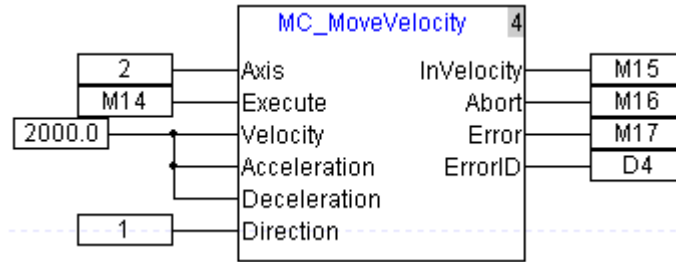 MC_MoveVelocity 4
2 Axis InVelocity M15
M14 Execute Abort M16
2000.0 Velocity Error M17
Acceleration ErrorID D4
Deceleration
1 Direction